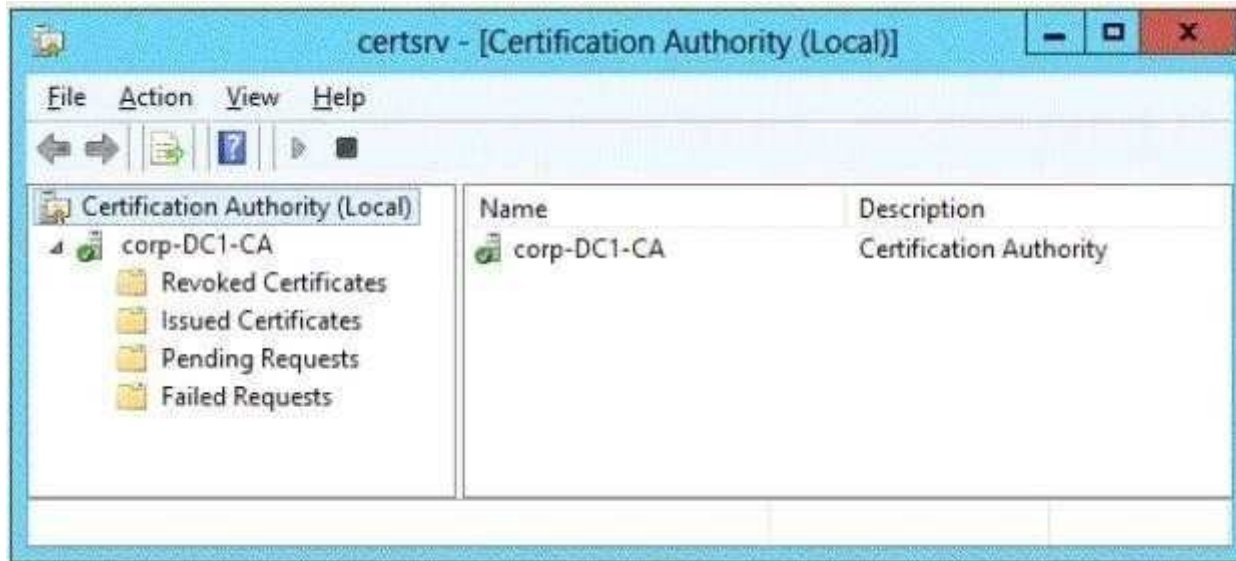 certsrv - [Certification Authority (Local)]
File Action View Help
Certification Authority (Local)
corp-DC1-CA
Revoked Certificates
Issued Certificates
Pending Requests
Failed Requests
Name Description
corp-DC1-CA Certification Authority